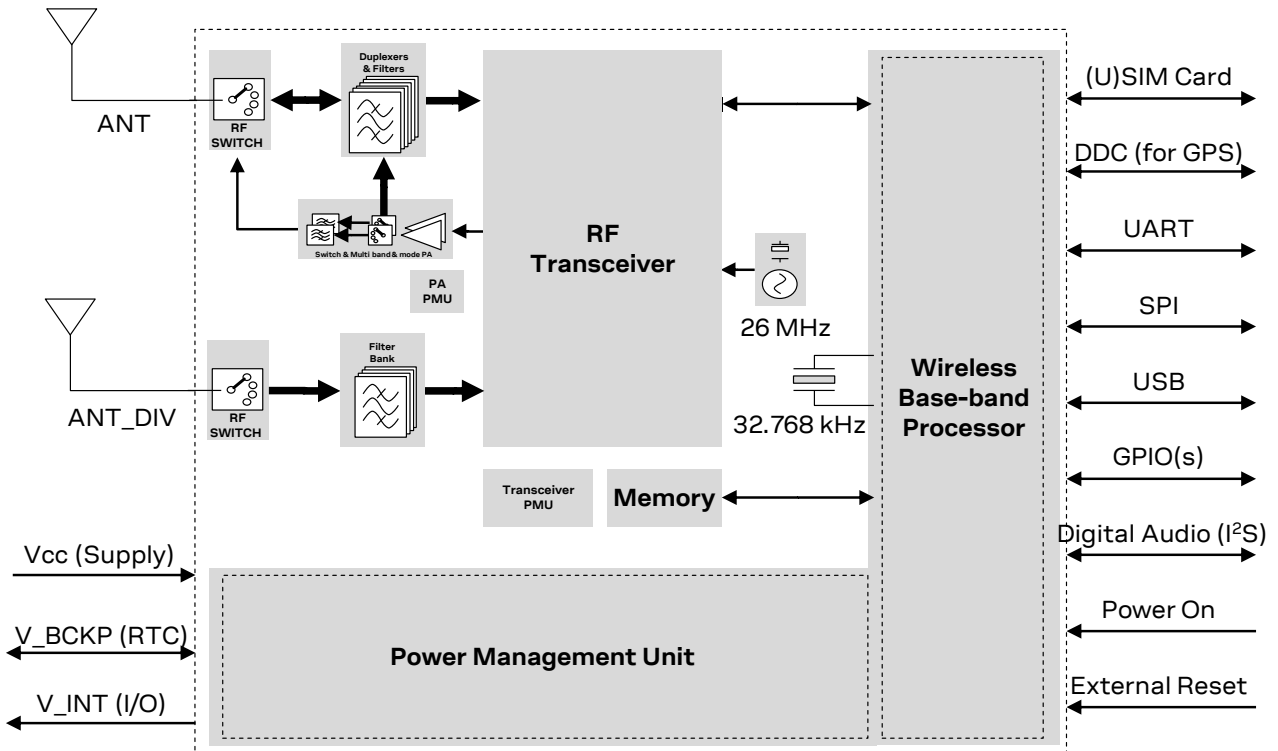 Duplexers
& Filters
RF
SWITCH
ANT
(U)SIM Card
DDC (for GPS)
UART
SPI
USB
GPIO(s)
Digital Audio (I²S)
Power On
External Reset
RF
Transceiver
Switch & Multi band & mode PA
PA
PMU
26 MHz
32.768 kHz
Wireless
Base-band
Processor
Filter
Bank
RF
SWITCH
ANT_DIV
Transceiver
PMU
Memory
Vcc (Supply)
V_BCKP (RTC)
V_INT (I/O)
Power Management Unit